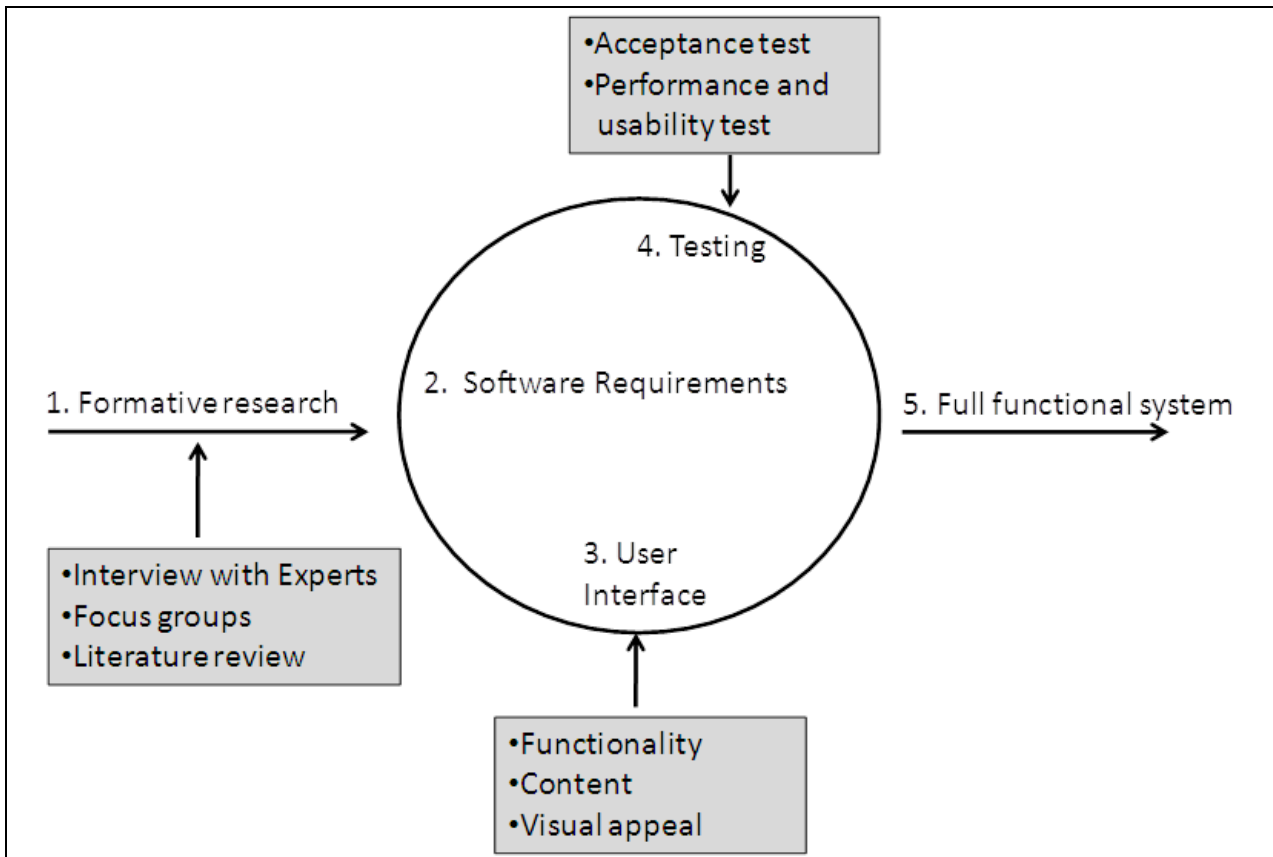 •Acceptance test
•Performance and
usability test
4. Testing
2. Software Requirements
1. Formative research
5. Full functional system
3. User
Interface
•Interview with Experts
•Focus groups
•Literature review
•Functionality
•Content
•Visual appeal